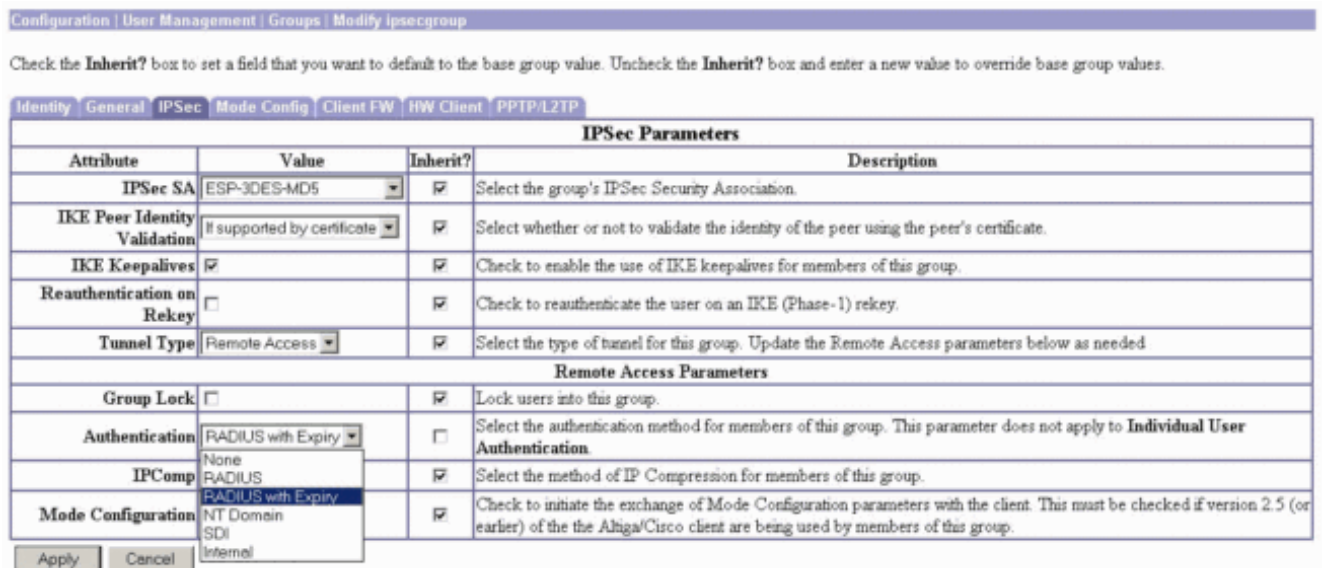 Configuration | User Management | Groups | Modify ipsecgroup
Check the Inherit? box to set a field that you want to default to the base group value. Uncheck the Inherit? box and enter a new value to override base group values.
Identity General IPSec Mode Config Client FW HW Client PPTP/L2TP
IPSec Parameters
Attribute Value Inherit? Description
IPSec SA ESP-3DES-MD5 Select the group's IPSec Security Association.
IKE Peer Identity
Validation If supported by certificate Select whether or not to validate the identity of the peer using the peer's certificate.
IKE Keepalives Check to enable the use of IKE keepalives for members of this group.
Reauthentication on
Rekey Check to reauthenticate the user on an IKE (Phase-1) rekey.
Tunnel Type Remote Access Select the type of tunnel for this group. Update the Remote Access parameters below as needed
Remote Access Parameters
Group Lock Lock users into this group.
Authentication RADIUS with Expiry Select the authentication method for members of this group. This parameter does not apply to Individual User
Authentication.
None
IPComp RADIUS Select the method of IP Compression for members of this group.
RADIUS with Expiry
Mode Configuration NT Domain Check to initiate the exchange of Mode Configuration parameters with the client. This must be checked if version 2.5 (or
SDI earlier) of the the Altiga/Cisco client are being used by members of this group.
Internal
Apply Cancel